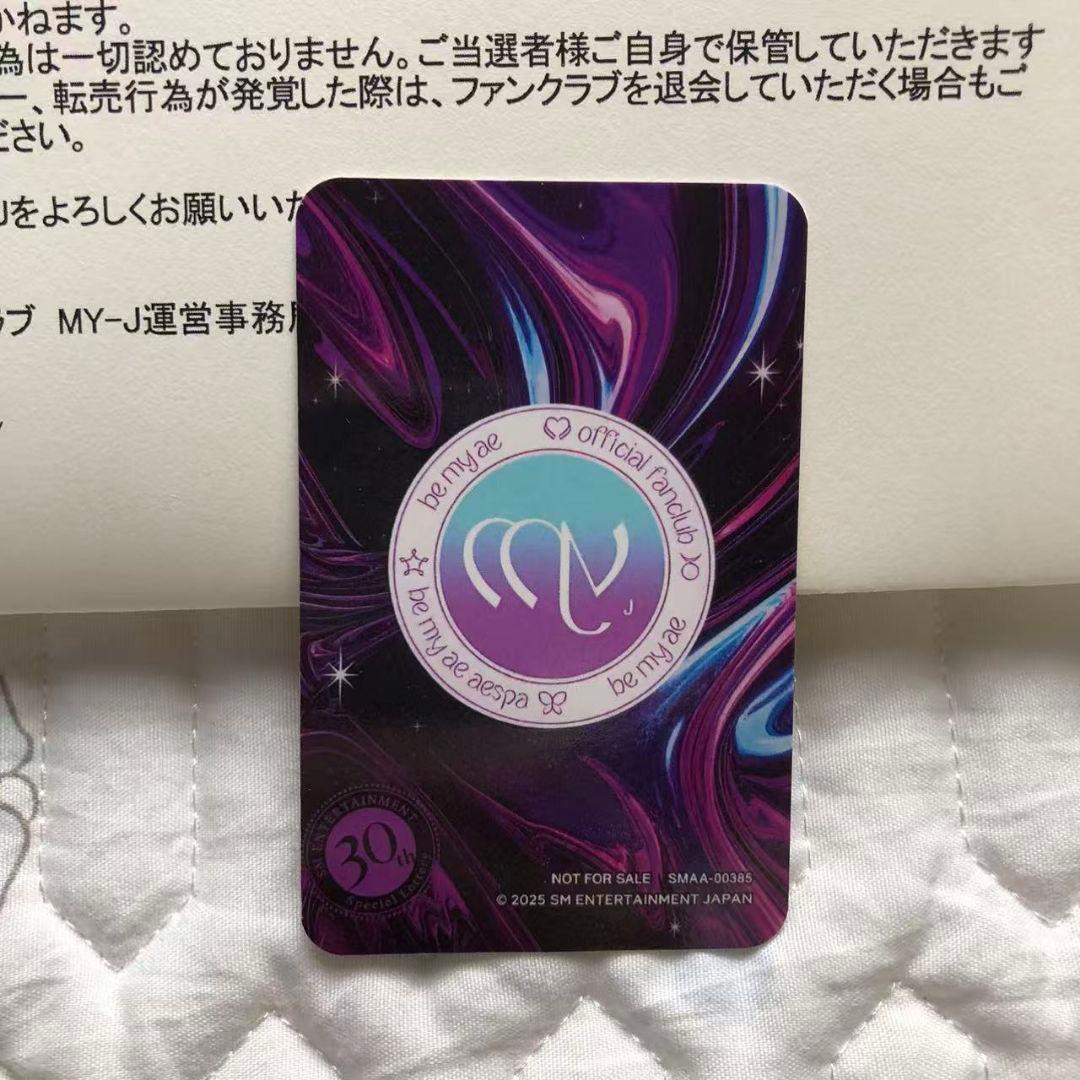 かねます。
為は一切認めておりません。ご当選者様ご自身で保管していただきます
ー、転売行為が発覚した際は、ファンクラブを退会していただく場合もご
ださい。
Jをよろしくお願いいた
ラブ MY-J運営事務局
be my ae
official fanclub
be my ae
be my ae aespa
my
J
SM ENTERTAINMENT
30th
Special Lottery
NOT FOR SALE SMAA-00385
© 2025 SM ENTERTAINMENT JAPAN